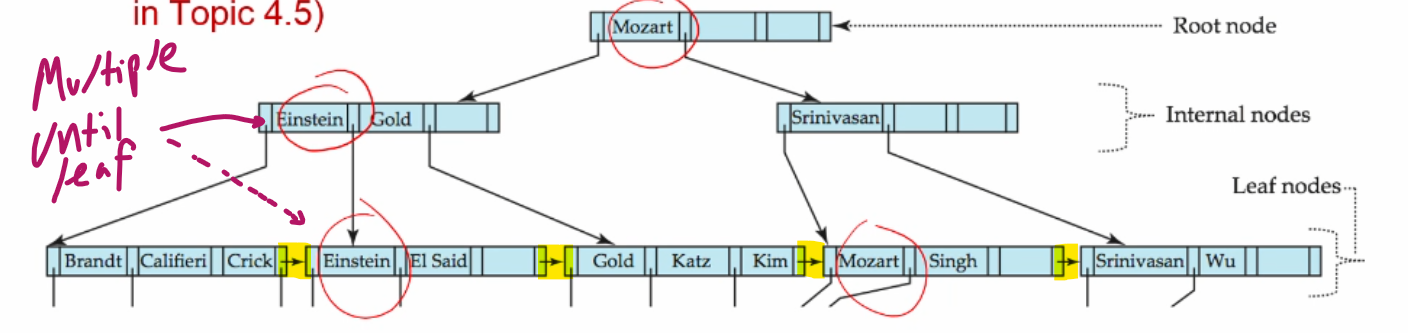 in Topic 4.5)
Mozart
Root node
Multiple
until
leaf
Einstein Gold
Srinivasan
Internal nodes
Leaf nodes
Brandt Califieri Crick Einstein El Said Gold Katz Kim Mozart Singh Srinivasan Wu